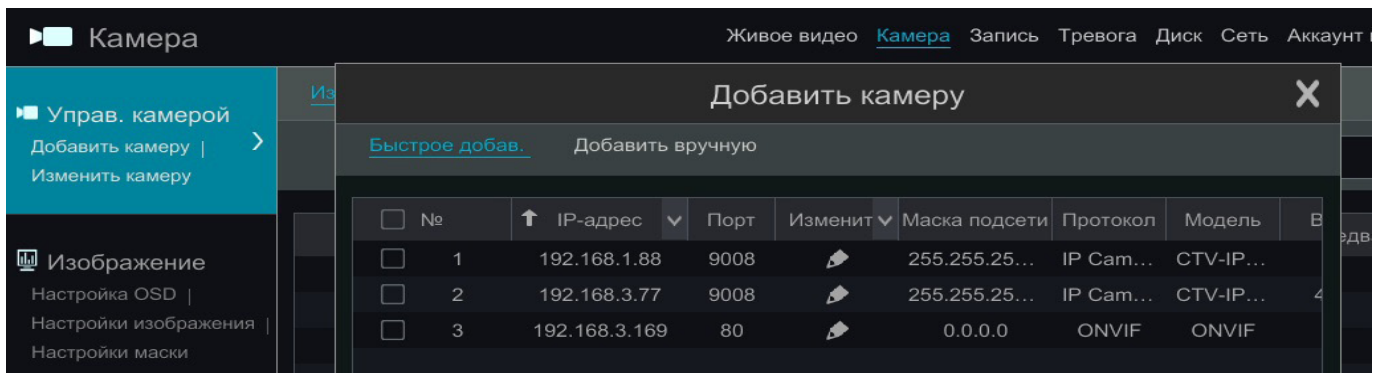 Камера
Живое видео Камера Запись Тревога Диск Сеть Аккаунт
Управ. камерой
Добавить камеру |
Изменить камеру
Изображение
Настройка OSD |
Настройки изображения |
Настройки маски
Из
Добавить камеру X
Быстрое добав. Добавить вручную
№ IP-адрес Порт Изменит Маска подсети Протокол Модель В
1 192.168.1.88 9008 255.255.25... IP Cam... CTV-IP...
2 192.168.3.77 9008 255.255.25... IP Cam... CTV-IP... 4
3 192.168.3.169 80 0.0.0.0 ONVIF ONVIF